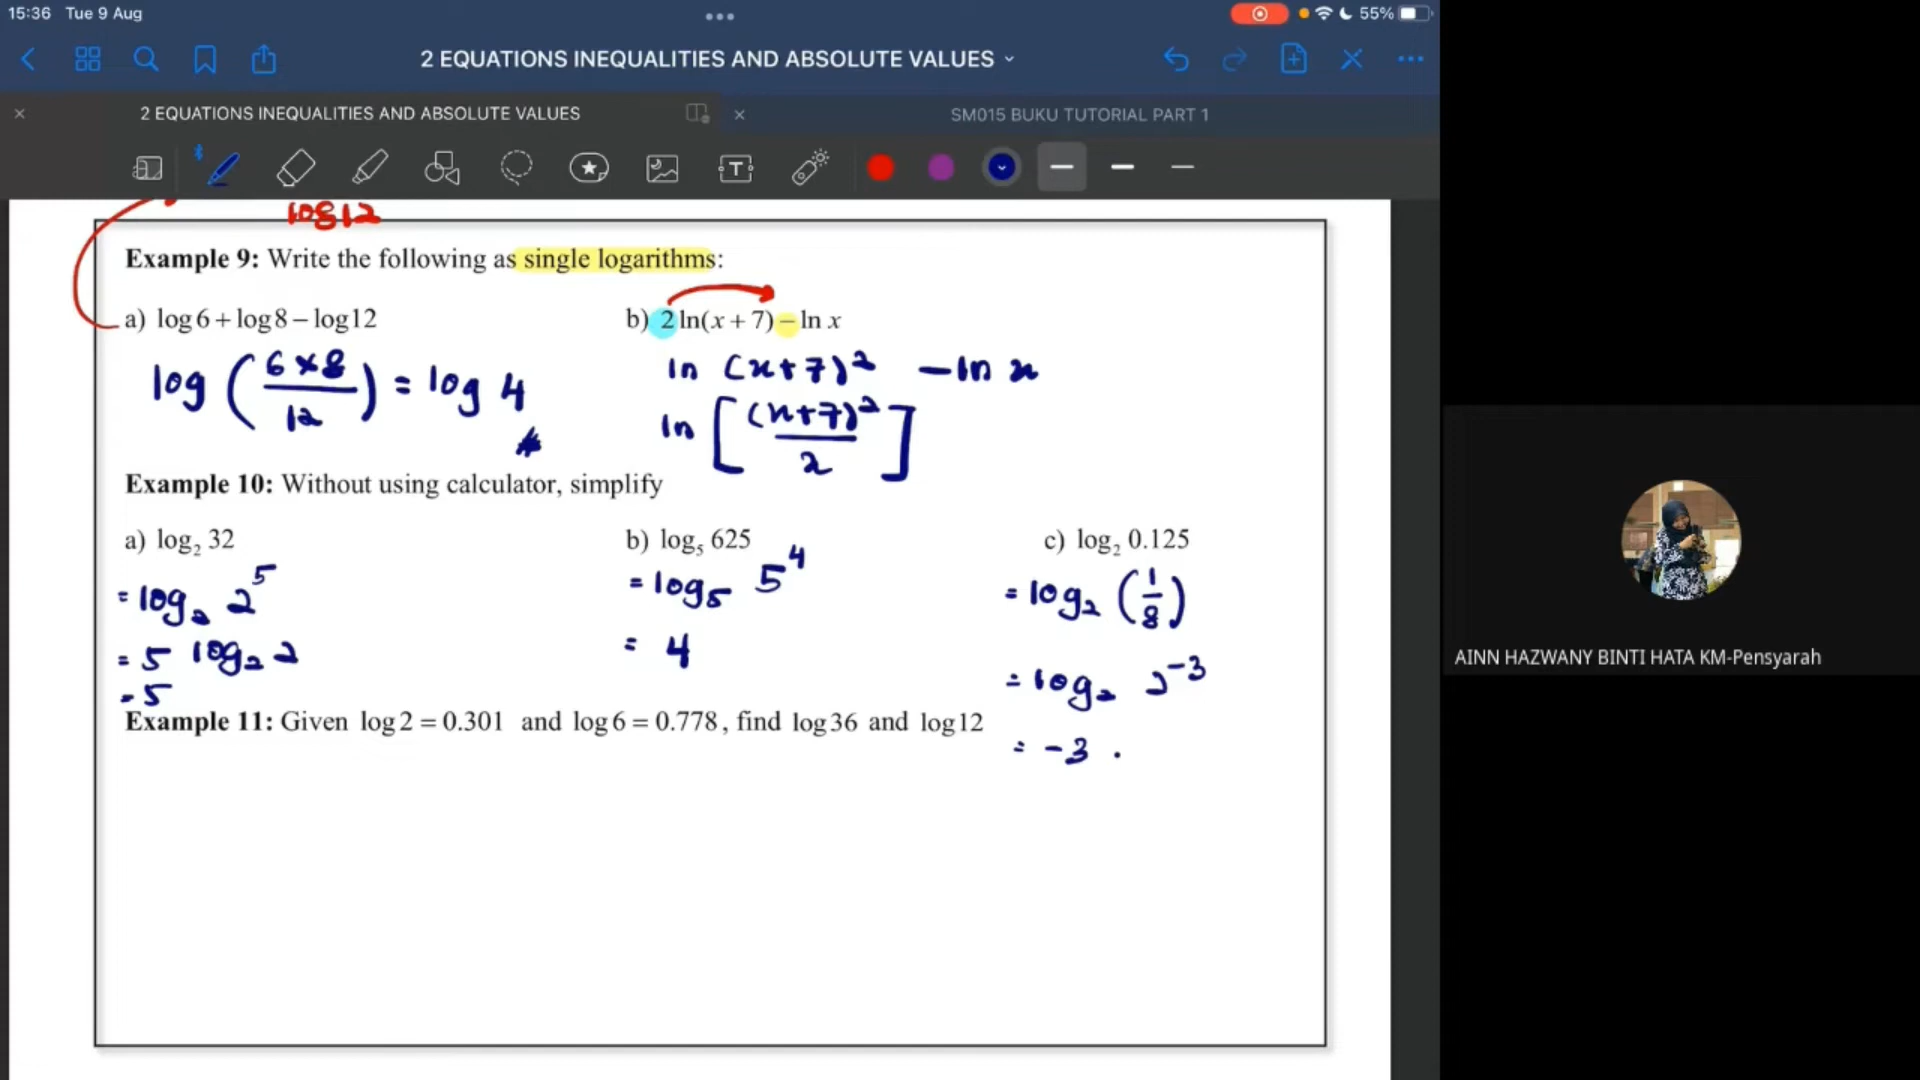 15:36 Tue 9 Aug
55%
2 EQUATIONS INEQUALITIES AND ABSOLUTE VALUES
2 EQUATIONS INEQUALITIES AND ABSOLUTE VALUES
SM015 BUKU TUTORIAL PART 1
log 12
Example 9: Write the following as single logarithms:
a) log 6 + log 8 – log 12
b) 2 ln(x + 7) – ln x
log (6 × 8 / 12) = log 4
ln (x+7)² – ln x
ln [(x+7)² / x]
Example 10: Without using calculator, simplify
a) log₂ 32
b) log₅ 625
c) log₂ 0.125
= log₂ 2⁵
= log₅ 5⁴
= log₂ (1/8)
= 5 log₂ 2
= 4
= log₂ 2⁻³
= 5
Example 11: Given log 2 = 0.301 and log 6 = 0.778, find log 36 and log 12
= -3 .
AINN HAZWANY BINTI HATA KM-Pensyarah